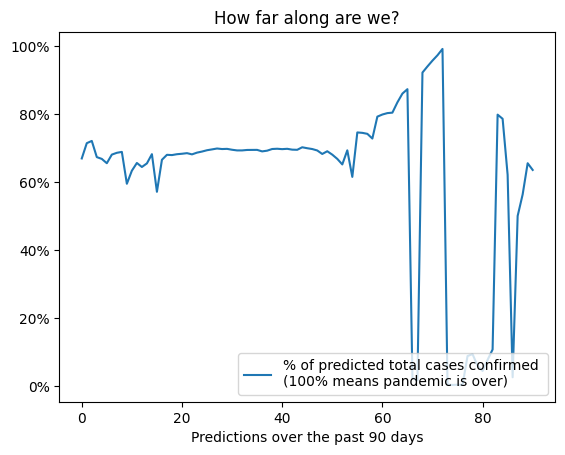 How far along are we?
100%
80%
60%
40%
20%
0%
% of predicted total cases confirmed
(100% means pandemic is over)
0
20
40
60
80
Predictions over the past 90 days